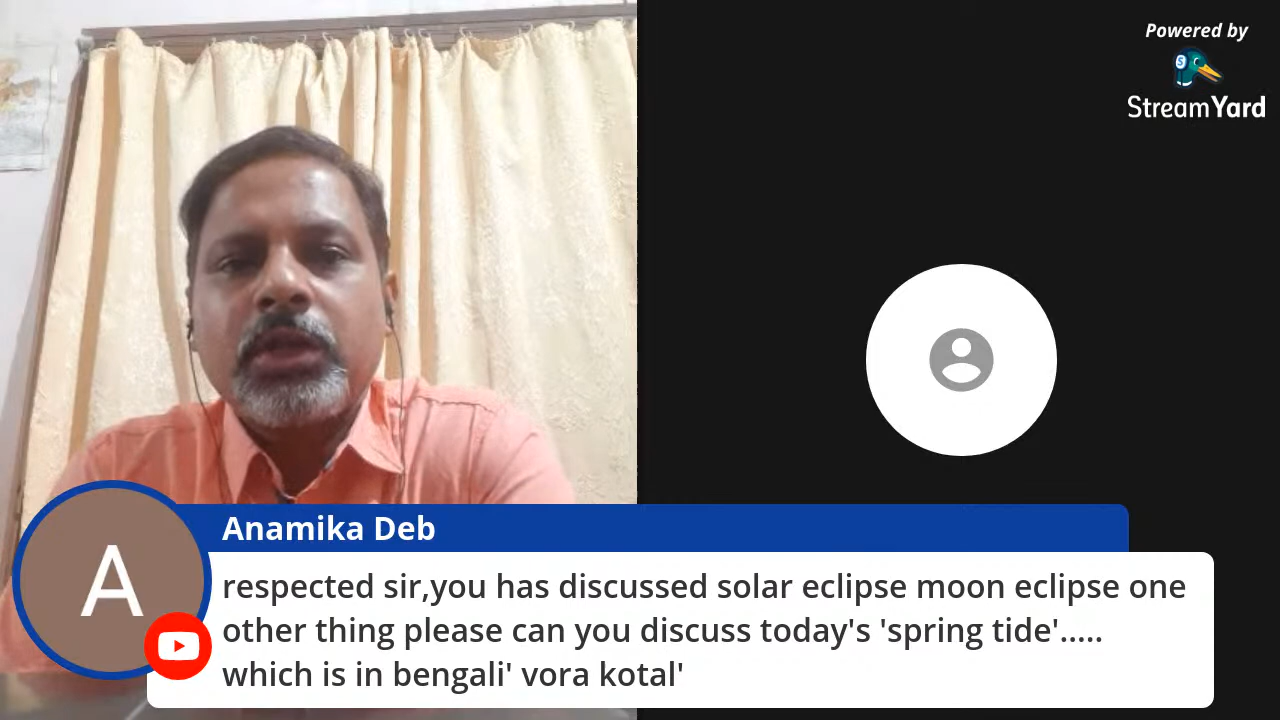 Powered by
StreamYard
Anamika Deb
A
respected sir,you has discussed solar eclipse moon eclipse one
other thing please can you discuss today's 'spring tide'.....
which is in bengali' vora kotal'